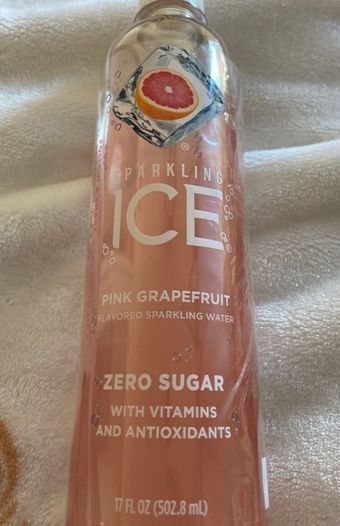 ®
SPARKLING
ICE®
PINK GRAPEFRUIT
FLAVORED SPARKLING WATER
ZERO SUGAR
WITH VITAMINS
AND ANTIOXIDANTS
17 FL OZ (502.8 mL)